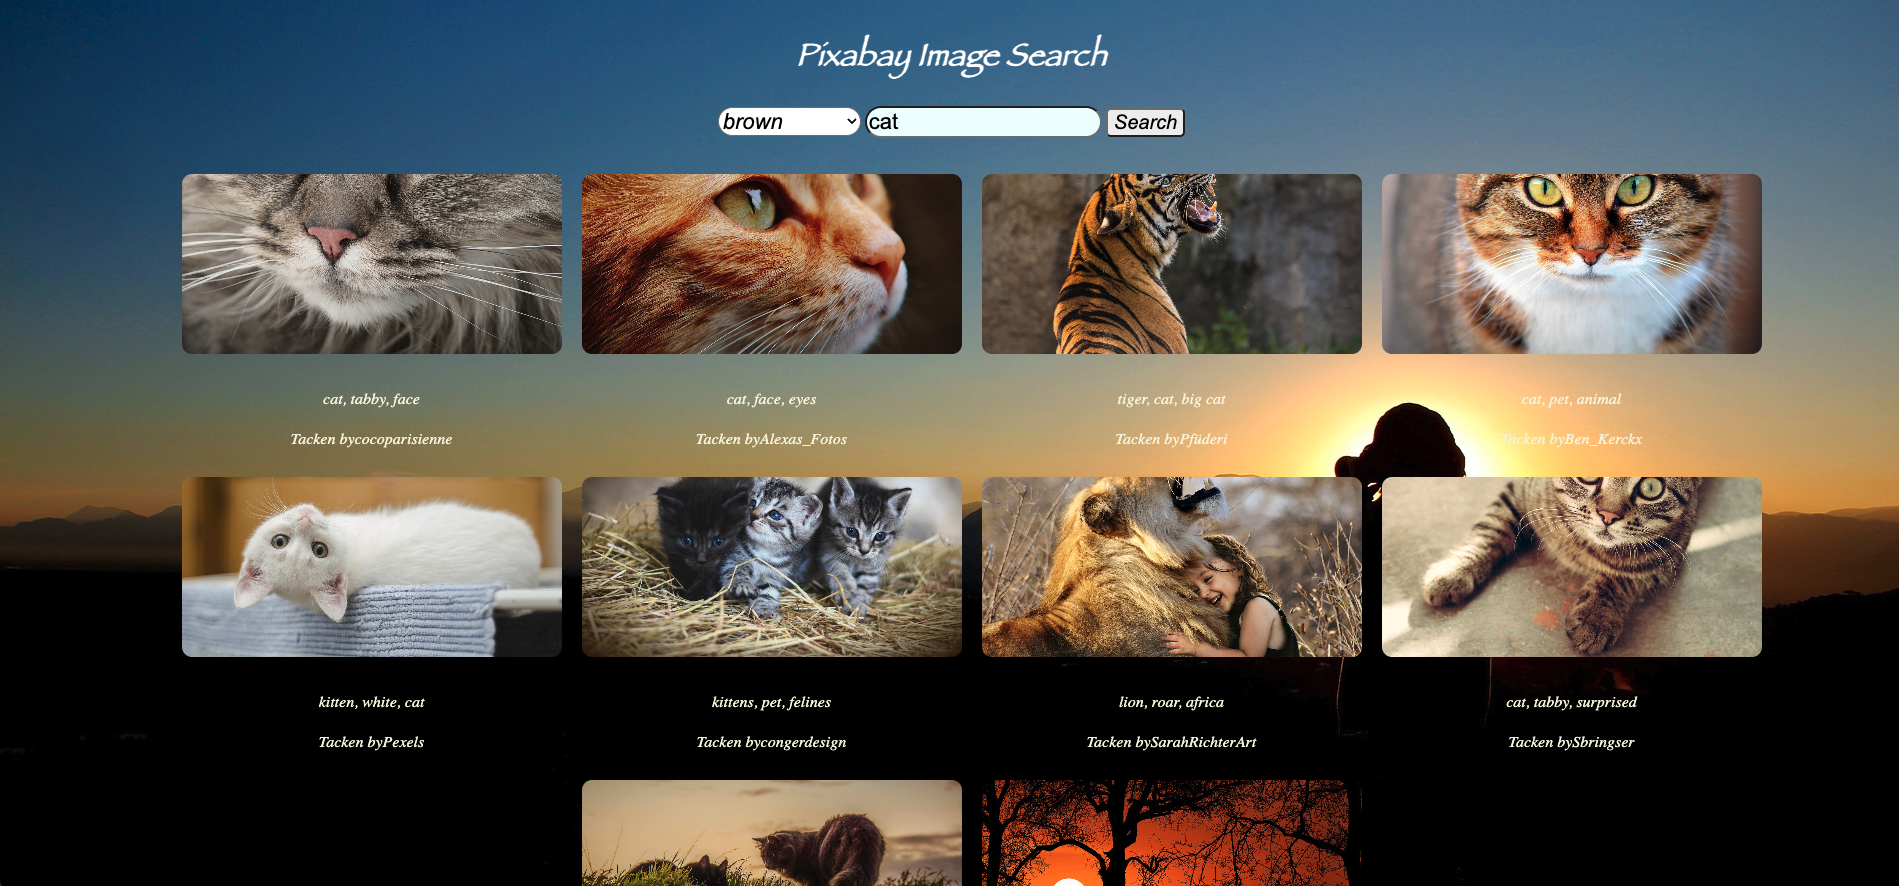 Pixabay Image Search
brown cat Search
cat, tabby, face
Tacken bycocoparisienne
cat, face, eyes
Tacken byAlexas_Fotos
tiger, cat, big cat
Tacken byPfüderi
cat, pet, animal
Tacken byBen_Kerckx
kitten, white, cat
Tacken byPexels
kittens, pet, felines
Tacken bycongerdesign
lion, roar, africa
Tacken bySarahRichterArt
cat, tabby, surprised
Tacken bySbringser